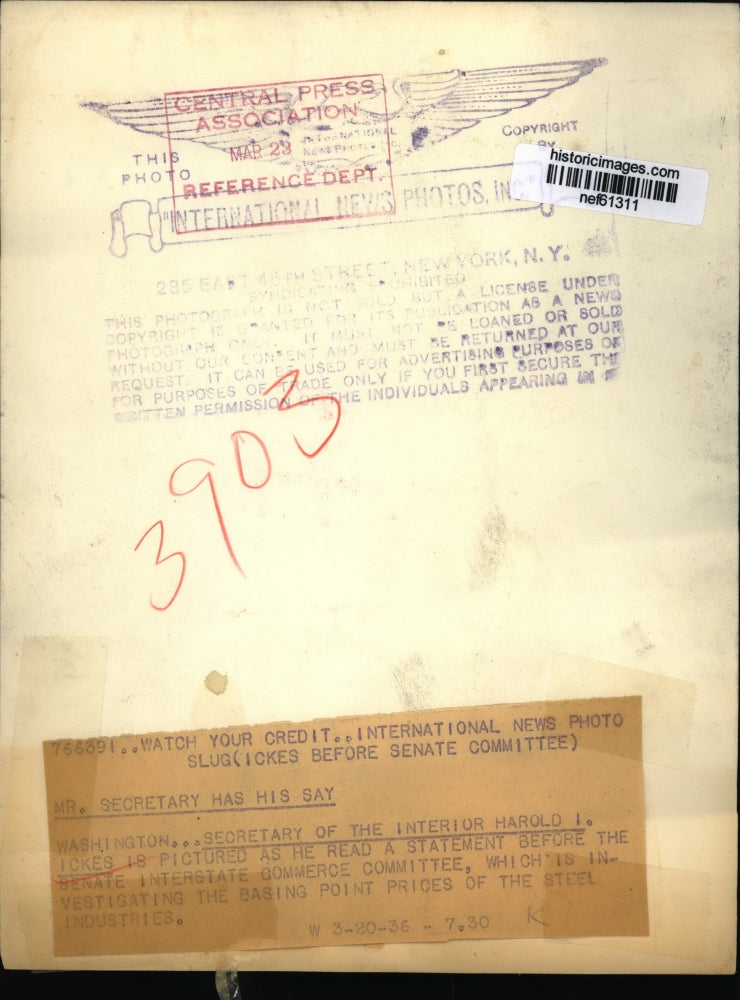 CENTRAL PRESS
ASSOCIATION
MAR 23
REFERENCE DEPT.
INTERNATIONAL
NEWS PHOTOS, INC.
THIS
PHOTO
COPYRIGHT
BY
historicimages.com
nef61311
"INTERNATIONAL NEWS PHOTOS, INC."
285 EAST 45TH STREET, NEW YORK, N.Y.
SYNDICATING PROHIBITED
THIS PHOTOGRAPH IS NOT SOLD BUT A LICENSE UNDER
COPYRIGHT IS GRANTED FOR ITS PUBLICATION AS A NEWS
PHOTOGRAPH ONLY. IT MUST NOT BE LOANED OR SOLD
WITHOUT OUR CONSENT AND MUST BE RETURNED AT OUR
REQUEST. IT CAN BE USED FOR ADVERTISING PURPOSES OR
FOR PURPOSES OF TRADE ONLY IF YOU FIRST SECURE THE
WRITTEN PERMISSION OF THE INDIVIDUALS APPEARING IN IT
3903
766391..WATCH YOUR CREDIT..INTERNATIONAL NEWS PHOTO
SLUG(ICKES BEFORE SENATE COMMITTEE)
MR. SECRETARY HAS HIS SAY
WASHINGTON...SECRETARY OF THE INTERIOR HAROLD I.
ICKES IS PICTURED AS HE READ A STATEMENT BEFORE THE
SENATE INTERSTATE COMMERCE COMMITTEE, WHICH IS IN-
VESTIGATING THE BASING POINT PRICES OF THE STEEL
INDUSTRIES.
W 3-20-36 - 7.30 K